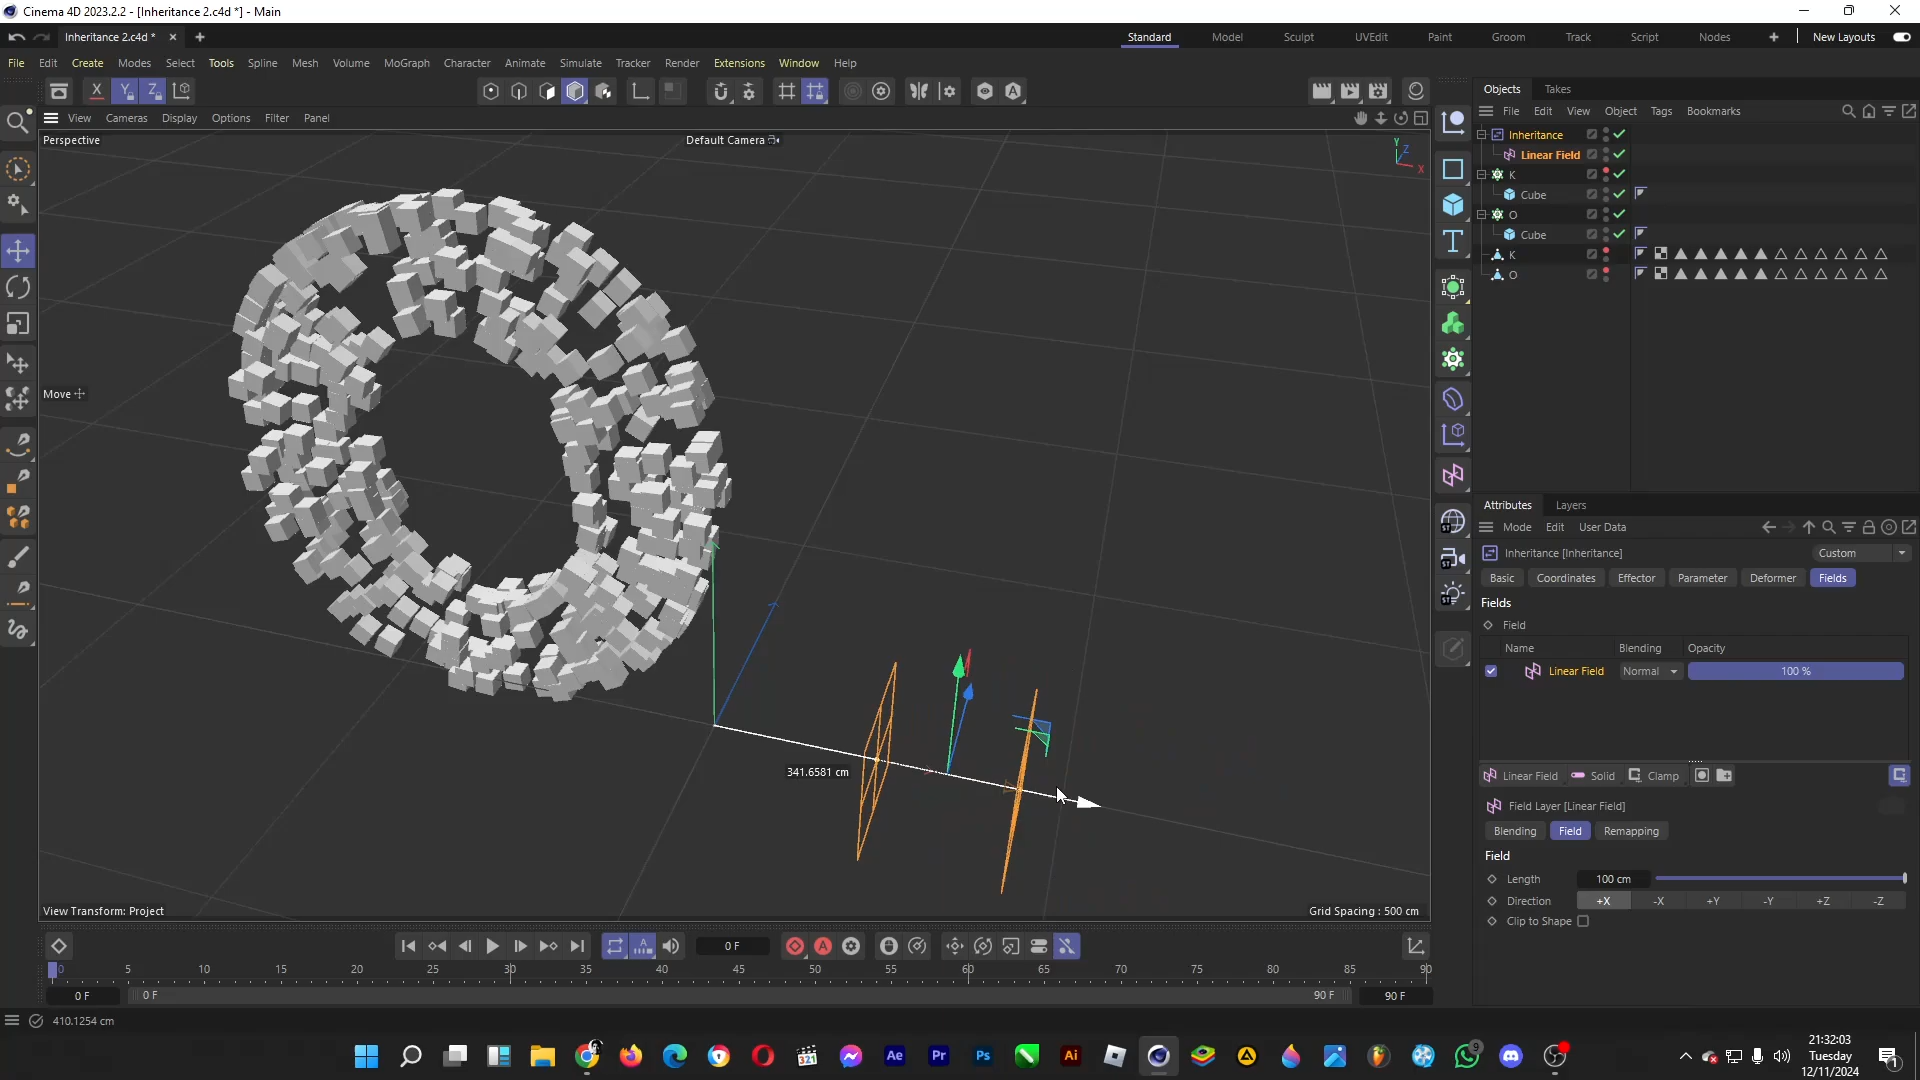 Cinema 4D 2023.2.2 - [Inheritance 2.c4d *] - Main
Inheritance 2.c4d *
Standard Model Sculpt UVEdit Paint Groom Track Script Nodes New Layouts
File Edit Create Modes Select Tools Spline Mesh Volume MoGraph Character Animate Simulate Tracker Render Extensions Window Help
X Y Z
Objects Takes
File Edit View Object Tags Bookmarks
View Cameras Display Options Filter Panel
Perspective
Default Camera
Y
Z
X
Inheritance
Linear Field
K
Cube
O
Cube
K
O
Move
341.6581 cm
View Transform: Project
Grid Spacing : 500 cm
Attributes Layers
Mode Edit User Data
Inheritance [Inheritance]
Custom
Basic Coordinates Effector Parameter Deformer Fields
Fields
Field
Name Blending Opacity
Linear Field Normal 100 %
Linear Field Solid Clamp
Field Layer [Linear Field]
Blending Field Remapping
Field
Length 100 cm
Direction +X -X +Y -Y +Z -Z
Clip to Shape
0 F
0 5 10 15 20 25 30 35 40 45 50 55 60 65 70 75 80 85 90
0 F 0 F 90 F 90 F
410.1254 cm
21:32:03
Tuesday
12/11/2024